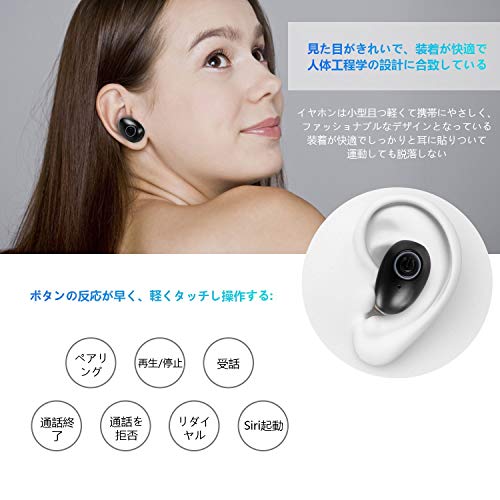 見た目がきれいで、装着が快適で
人体工程学の設計に合致している
イヤホンは小型且つ軽くて携帯にやさしく、
ファッショナブルなデザインとなっている
装着が快適でしっかりと耳に貼りついて
運動しても脱落しない
ボタンの反応が早く、軽くタッチし操作する:
ペアリ
ング
再生/停止
受話
通話終
了
通話を
拒否
リダイ
ヤル
Siri起動